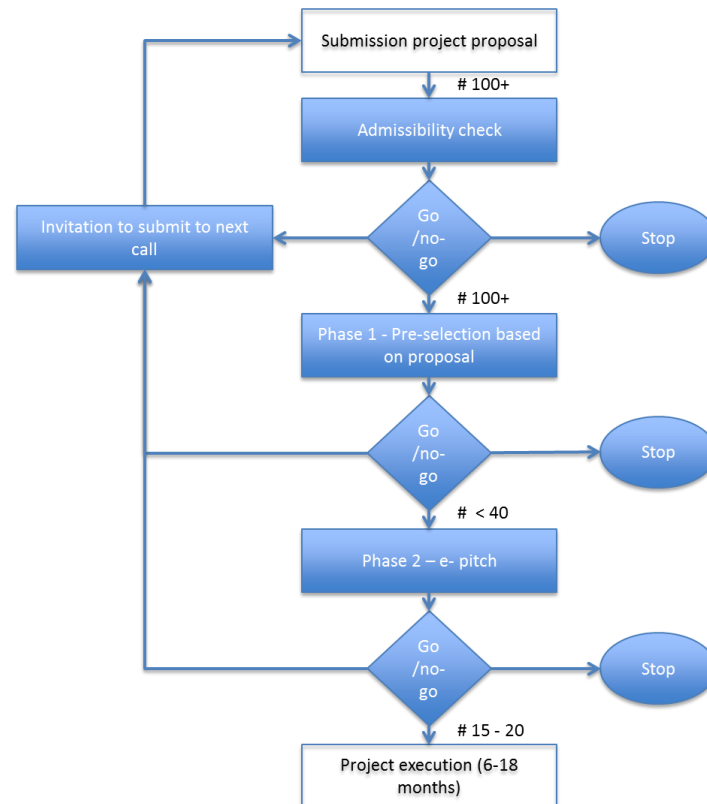 Submission project proposal
# 100+
Admissibility check
Go
/no-
go
Invitation to submit to next
call
Stop
# 100+
Phase 1 - Pre-selection based
on proposal
Go
/no-
go
Stop
#  < 40
Phase 2 – e- pitch
Go
/no-
go
Stop
# 15 - 20
Project execution (6-18
months)